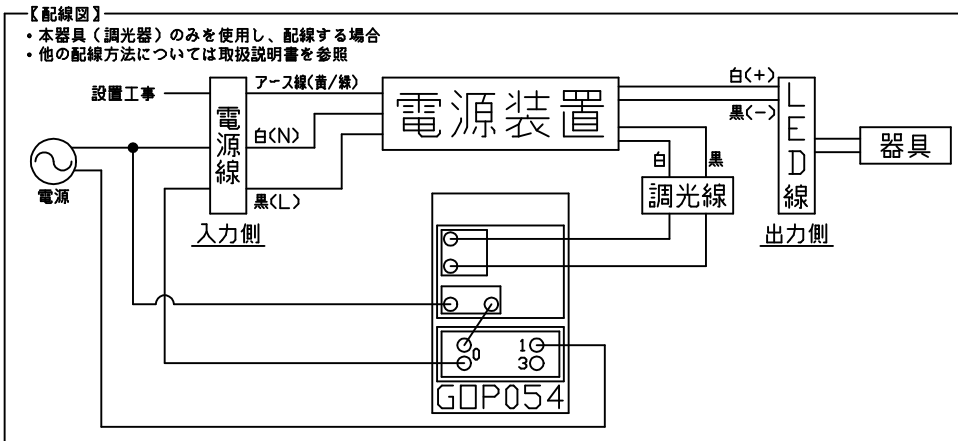 【配線図】
・本器具(調光器)のみを使用し、配線する場合
・他の配線方法については取扱説明書を参照
設置工事
アース線(黄/緑)
電源線
白(N)
黒(L)
入力側
電源
電源装置
白(+)
黒(-)
LED線
器具
白
黒
調光線
出力側
0
1
3
GOP054